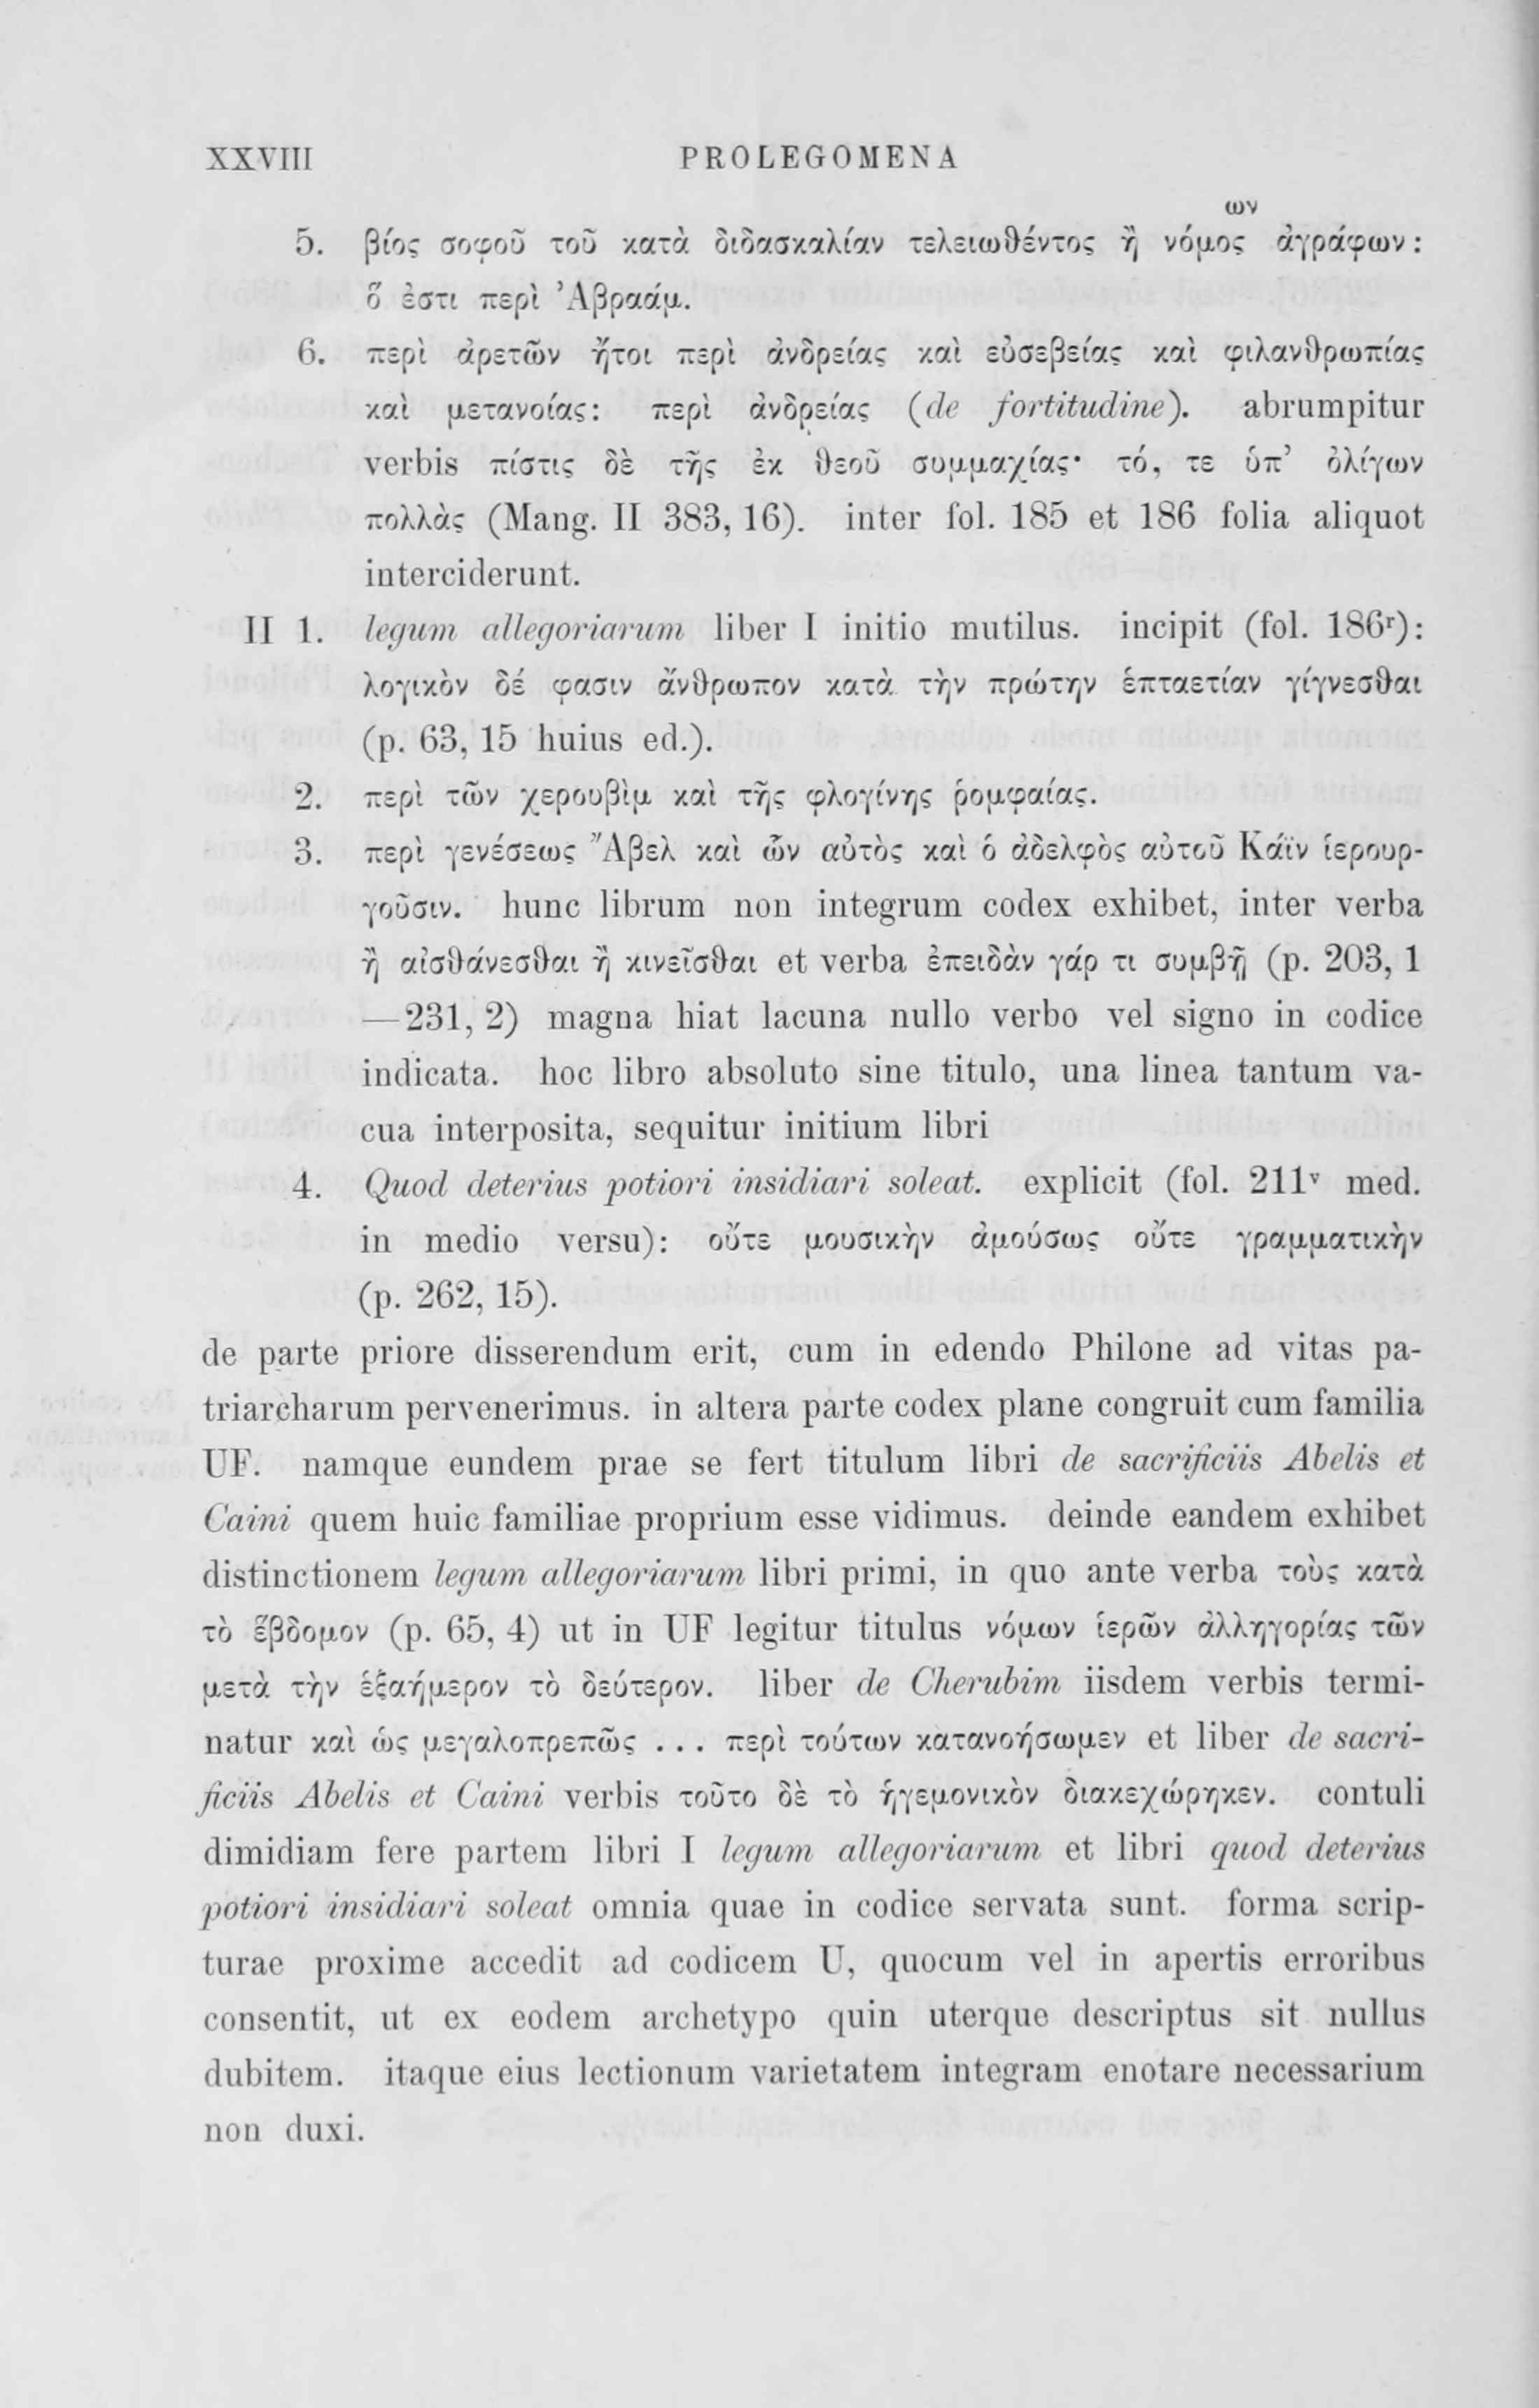 XXVIII PROLEGOMENA
ων
5. βίος σοφοῦ τοῦ κατὰ διδασκαλίαν τελειωθέντος ἢ νόμος ἀγράφων:
ὅ ἐστι περὶ Ἀβραάμ.
6. περὶ ἀρετῶν ἤτοι περὶ ἀνδρείας καὶ εὐσεβείας καὶ φιλανθρωπίας
καὶ μετανοίας: περὶ ἀνδρείας (de fortitudine). abrumpitur
verbis πίστις δὲ τῆς ἐκ θεοῦ συμμαχίας· τό, τε ὑπ’ ὀλίγων
πολλὰς (Mang. II 383, 16). inter fol. 185 et 186 folia aliquot
interciderunt.
II 1. legum allegoriarum liber I initio mutilus. incipit (fol. 186r):
λογικὸν δέ φασιν ἄνθρωπον κατὰ τὴν πρώτην ἑπταετίαν γίγνεσθαι
(p. 63, 15 huius ed.).
2. περὶ τῶν χερουβὶμ καὶ τῆς φλογίνης ῥομφαίας.
3. περὶ γενέσεως Ἄβελ καὶ ὧν αὐτὸς καὶ ὁ ἀδελφὸς αὐτοῦ Κάϊν ἱερουρ-
γοῦσιν. hunc librum non integrum codex exhibet, inter verba
ἢ αἰσθάνεσθαι ἢ κινεῖσθαι et verba ἐπειδὰν γάρ τι συμβῇ (p. 203, 1
—231, 2) magna hiat lacuna nullo verbo vel signo in codice
indicata. hoc libro absoluto sine titulo, una linea tantum va-
cua interposita, sequitur initium libri
4. Quod deterius potiori insidiari soleat. explicit (fol. 211v med.
in medio versu): οὔτε μουσικὴν ἀμούσως οὔτε γραμματικὴν
(p. 262, 15).
de parte priore disserendum erit, cum in edendo Philone ad vitas pa-
triarcharum pervenerimus. in altera parte codex plane congruit cum familia
UF. namque eundem prae se fert titulum libri de sacrificiis Abelis et
Caini quem huic familiae proprium esse vidimus. deinde eandem exhibet
distinctionem legum allegoriarum libri primi, in quo ante verba τοὺς κατὰ
τὸ ἕβδομον (p. 65, 4) ut in UF legitur titulus νόμων ἱερῶν ἀλληγορίας τῶν
μετὰ τὴν ἑξαήμερον τὸ δεύτερον. liber de Cherubim iisdem verbis termi-
natur καὶ ὡς μεγαλοπρεπῶς ... περὶ τούτων κατανοήσωμεν et liber de sacri-
ficiis Abelis et Caini verbis τοῦτο δὲ τὸ ἡγεμονικὸν διακεχώρηκεν. contuli
dimidiam fere partem libri I legum allegoriarum et libri quod deterius
potiori insidiari soleat omnia quae in codice servata sunt. forma scrip-
turae proxime accedit ad codicem U, quocum vel in apertis erroribus
consentit, ut ex eodem archetypo quin uterque descriptus sit nullus
dubitem. itaque eius lectionum varietatem integram enotare necessarium
non duxi.